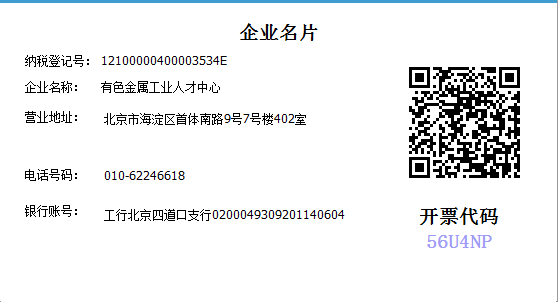 企业名片
纳税登记号： 12100000400003534E
企业名称： 有色金属工业人才中心
营业地址： 北京市海淀区首体南路9号7号楼402室
电话号码： 010-62246618
银行账号： 工行北京四道口支行0200049309201140604
开票代码
56U4NP